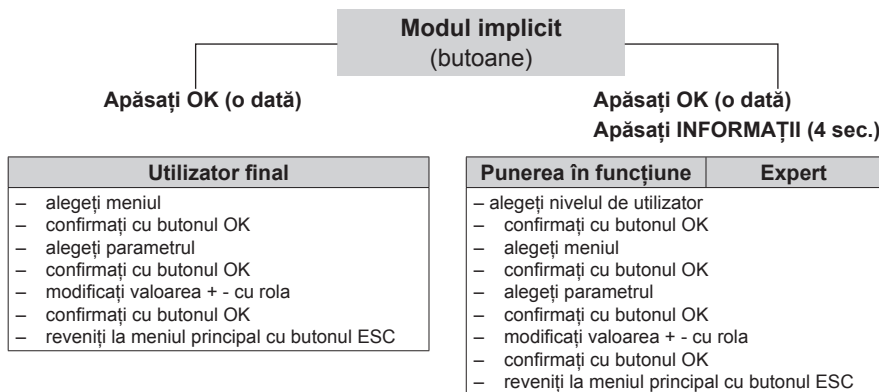 Modul implicit
(butoane)
Apăsați OK (o dată)
Utilizator final
– alegeți meniul
– confirmați cu butonul OK
– alegeți parametrul
– confirmați cu butonul OK
– modificați valoarea + - cu rola
– confirmați cu butonul OK
– reveniți la meniul principal cu butonul ESC
Apăsați OK (o dată)
Apăsați INFORMAȚII (4 sec.)
Punerea în funcțiune Expert
– alegeți nivelul de utilizator
– confirmați cu butonul OK
– alegeți meniul
– confirmați cu butonul OK
– alegeți parametrul
– confirmați cu butonul OK
– modificați valoarea + - cu rola
– confirmați cu butonul OK
– reveniți la meniul principal cu butonul ESC